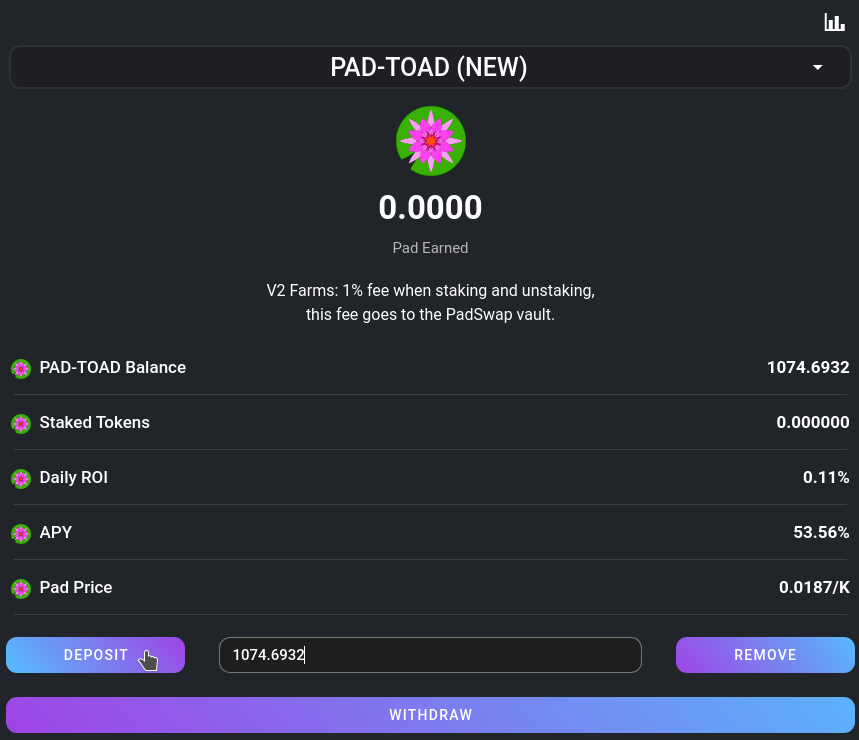 PAD-TOAD (NEW)
0.0000
Pad Earned
V2 Farms: 1% fee when staking and unstaking,
this fee goes to the PadSwap vault.
PAD-TOAD Balance 1074.6932
Staked Tokens 0.000000
Daily ROI 0.11%
APY 53.56%
Pad Price 0.0187/K
DEPOSIT 1074.6932 REMOVE
WITHDRAW